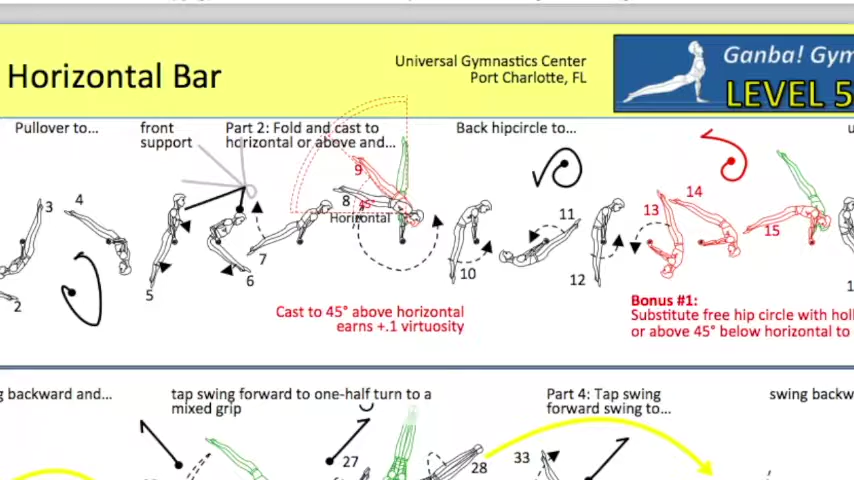 Horizontal Bar
Universal Gymnastics Center
Port Charlotte, FL
Ganba! Gym
LEVEL 5
Pullover to...
front
support
Part 2: Fold and cast to
horizontal or above and...
Back hipcircle to...
9
8
45°
Horizontal
3
4
2
5
6
7
10
11
12
13
14
15
Cast to 45° above horizontal
earns +.1 virtuosity
Bonus #1:
Substitute free hip circle with
or above 45° below horizontal to
backward and...
tap swing forward to one-half turn to a
mixed grip
Part 4: Tap swing
forward swing to...
swing
27
28
33